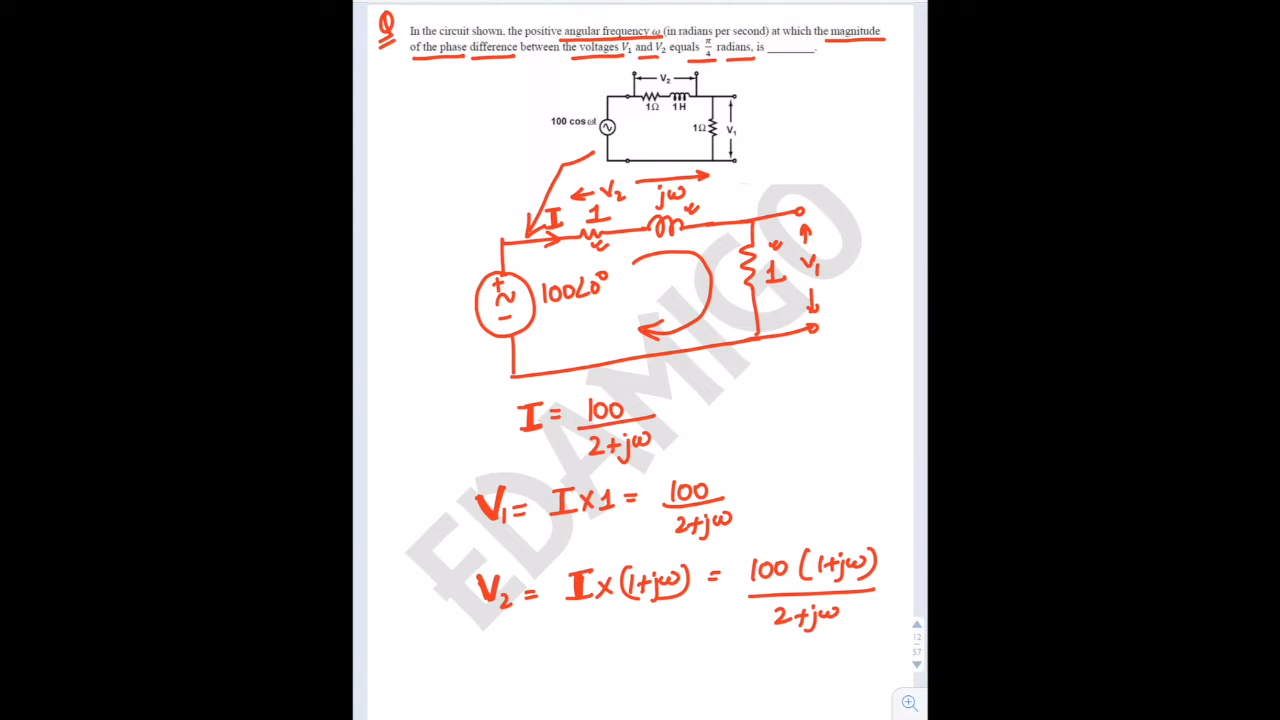 Q
In the circuit shown, the positive angular frequency ω (in radians per second) at which the magnitude
of the phase difference between the voltages V₁ and V₂ equals π/4 radians, is ________.
V₂
1Ω 1H
100 cos ωt
1Ω V₁
V₂ jω
I 1
100∠0°
1 V₁
+ ~ −
I = 100/(2+jω)
V₁ = I×1 = 100/(2+jω)
V₂ = I×(1+jω) = 100(1+jω)/(2+jω)
EDAMIGO
12
57